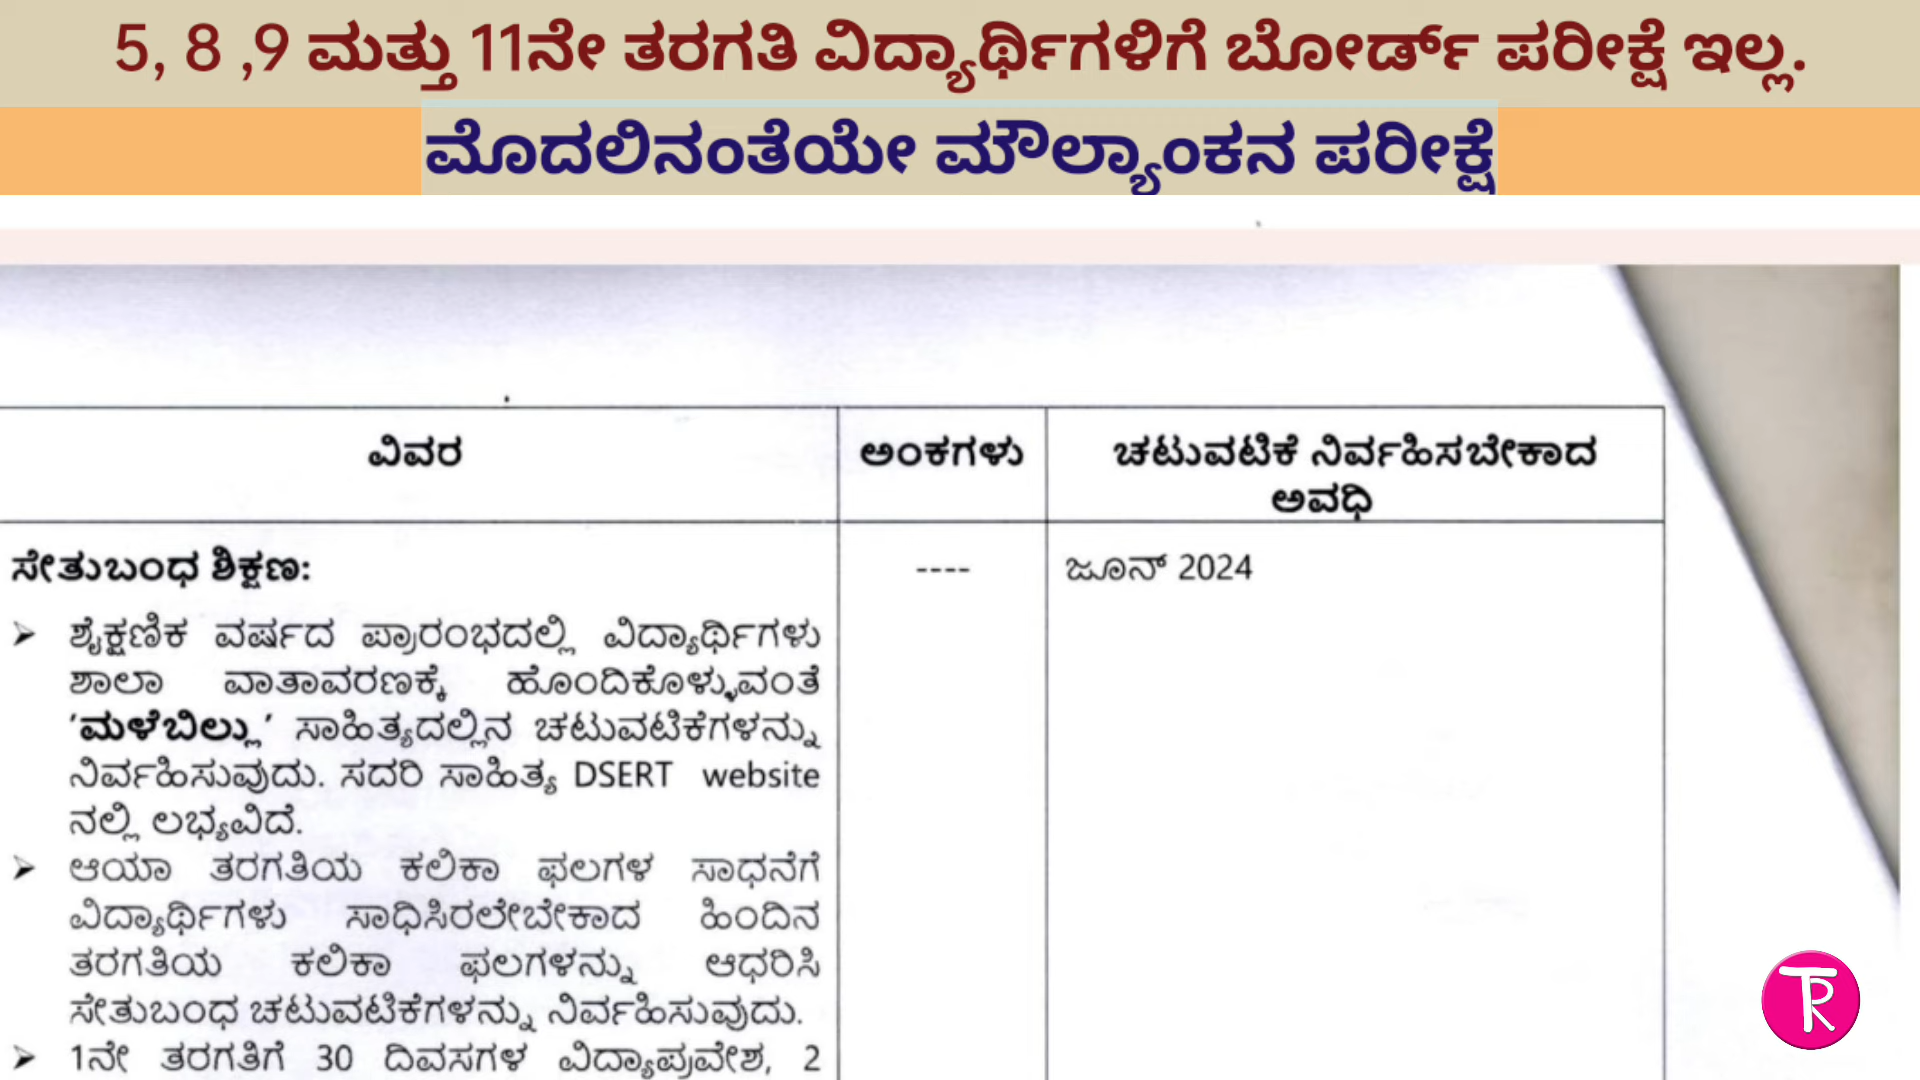 5, 8 ,9 ಮತ್ತು 11ನೇ ತರಗತಿ ವಿದ್ಯಾರ್ಥಿಗಳಿಗೆ ಬೋರ್ಡ್ ಪರೀಕ್ಷೆ ಇಲ್ಲ.
ಮೊದಲಿನಂತೆಯೇ ಮೌಲ್ಯಾಂಕನ ಪರೀಕ್ಷೆ
ವಿವರ
ಅಂಕಗಳು
ಚಟುವಟಿಕೆ ನಿರ್ವಹಿಸಬೇಕಾದ
ಅವಧಿ
ಸೇತುಬಂಧ ಶಿಕ್ಷಣ:
----
ಜೂನ್ 2024
➢ ಶೈಕ್ಷಣಿಕ ವರ್ಷದ ಪ್ರಾರಂಭದಲ್ಲಿ ವಿದ್ಯಾರ್ಥಿಗಳು
ಶಾಲಾ ವಾತಾವರಣಕ್ಕೆ ಹೊಂದಿಕೊಳ್ಳುವಂತೆ
'ಮಳೆಬಿಲ್ಲು' ಸಾಹಿತ್ಯದಲ್ಲಿನ ಚಟುವಟಿಕೆಗಳನ್ನು
ನಿರ್ವಹಿಸುವುದು. ಸದರಿ ಸಾಹಿತ್ಯ DSERT website
ನಲ್ಲಿ ಲಭ್ಯವಿದೆ.
➢ ಆಯಾ ತರಗತಿಯ ಕಲಿಕಾ ಫಲಗಳ ಸಾಧನೆಗೆ
ವಿದ್ಯಾರ್ಥಿಗಳು ಸಾಧಿಸಿರಲೇಬೇಕಾದ ಹಿಂದಿನ
ತರಗತಿಯ ಕಲಿಕಾ ಫಲಗಳನ್ನು ಆಧರಿಸಿ
ಸೇತುಬಂಧ ಚಟುವಟಿಕೆಗಳನ್ನು ನಿರ್ವಹಿಸುವುದು.
➢ 1ನೇ ತರಗತಿಗೆ 30 ದಿವಸಗಳ ವಿದ್ಯಾಪ್ರವೇಶ, 2
TR